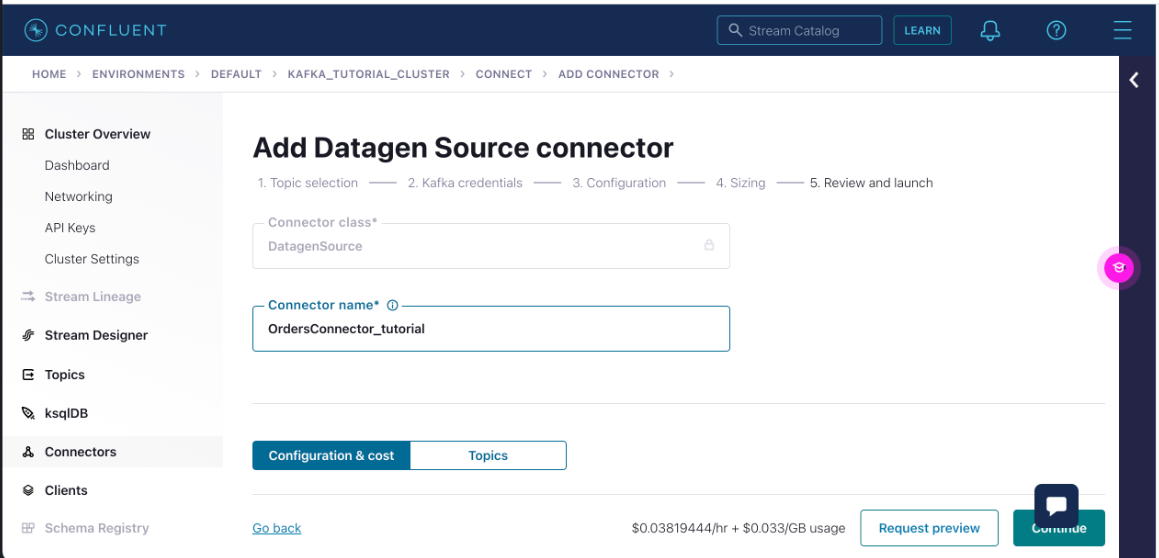 CONFLUENT
Stream Catalog
LEARN
HOME > ENVIRONMENTS > DEFAULT > KAFKA_TUTORIAL_CLUSTER > CONNECT > ADD CONNECTOR >
Cluster Overview
Dashboard
Networking
API Keys
Cluster Settings
Stream Lineage
Stream Designer
Topics
ksqlDB
Connectors
Clients
Schema Registry
Add Datagen Source connector
1. Topic selection — 2. Kafka credentials — 3. Configuration — 4. Sizing — 5. Review and launch
Connector class*
DatagenSource
Connector name*
OrdersConnector_tutorial
Configuration & cost
Topics
Go back
$0.03819444/hr + $0.033/GB usage
Request preview
Continue